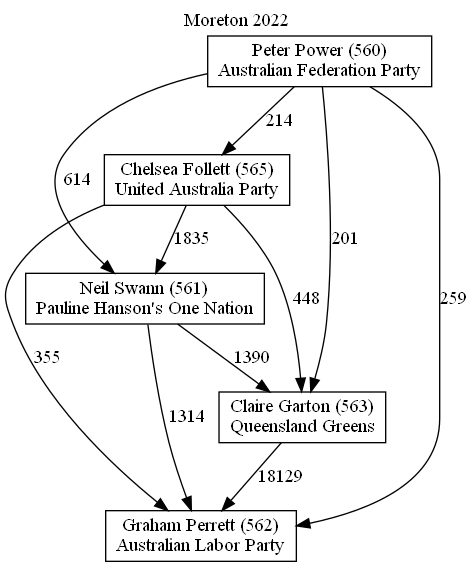 Moreton 2022
Peter Power (560)
Australian Federation Party
214
Chelsea Follett (565)
United Australia Party
614
1835
201
Neil Swann (561)
Pauline Hanson's One Nation
448
259
355
1390
Claire Garton (563)
Queensland Greens
1314
18129
Graham Perrett (562)
Australian Labor Party